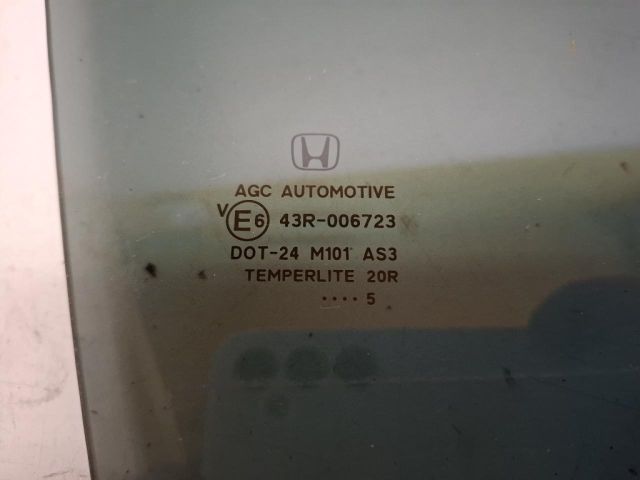 AGC AUTOMOTIVE
V E6 43R-006723
DOT-24 M101 AS3
TEMPERLITE 20R
.... 5